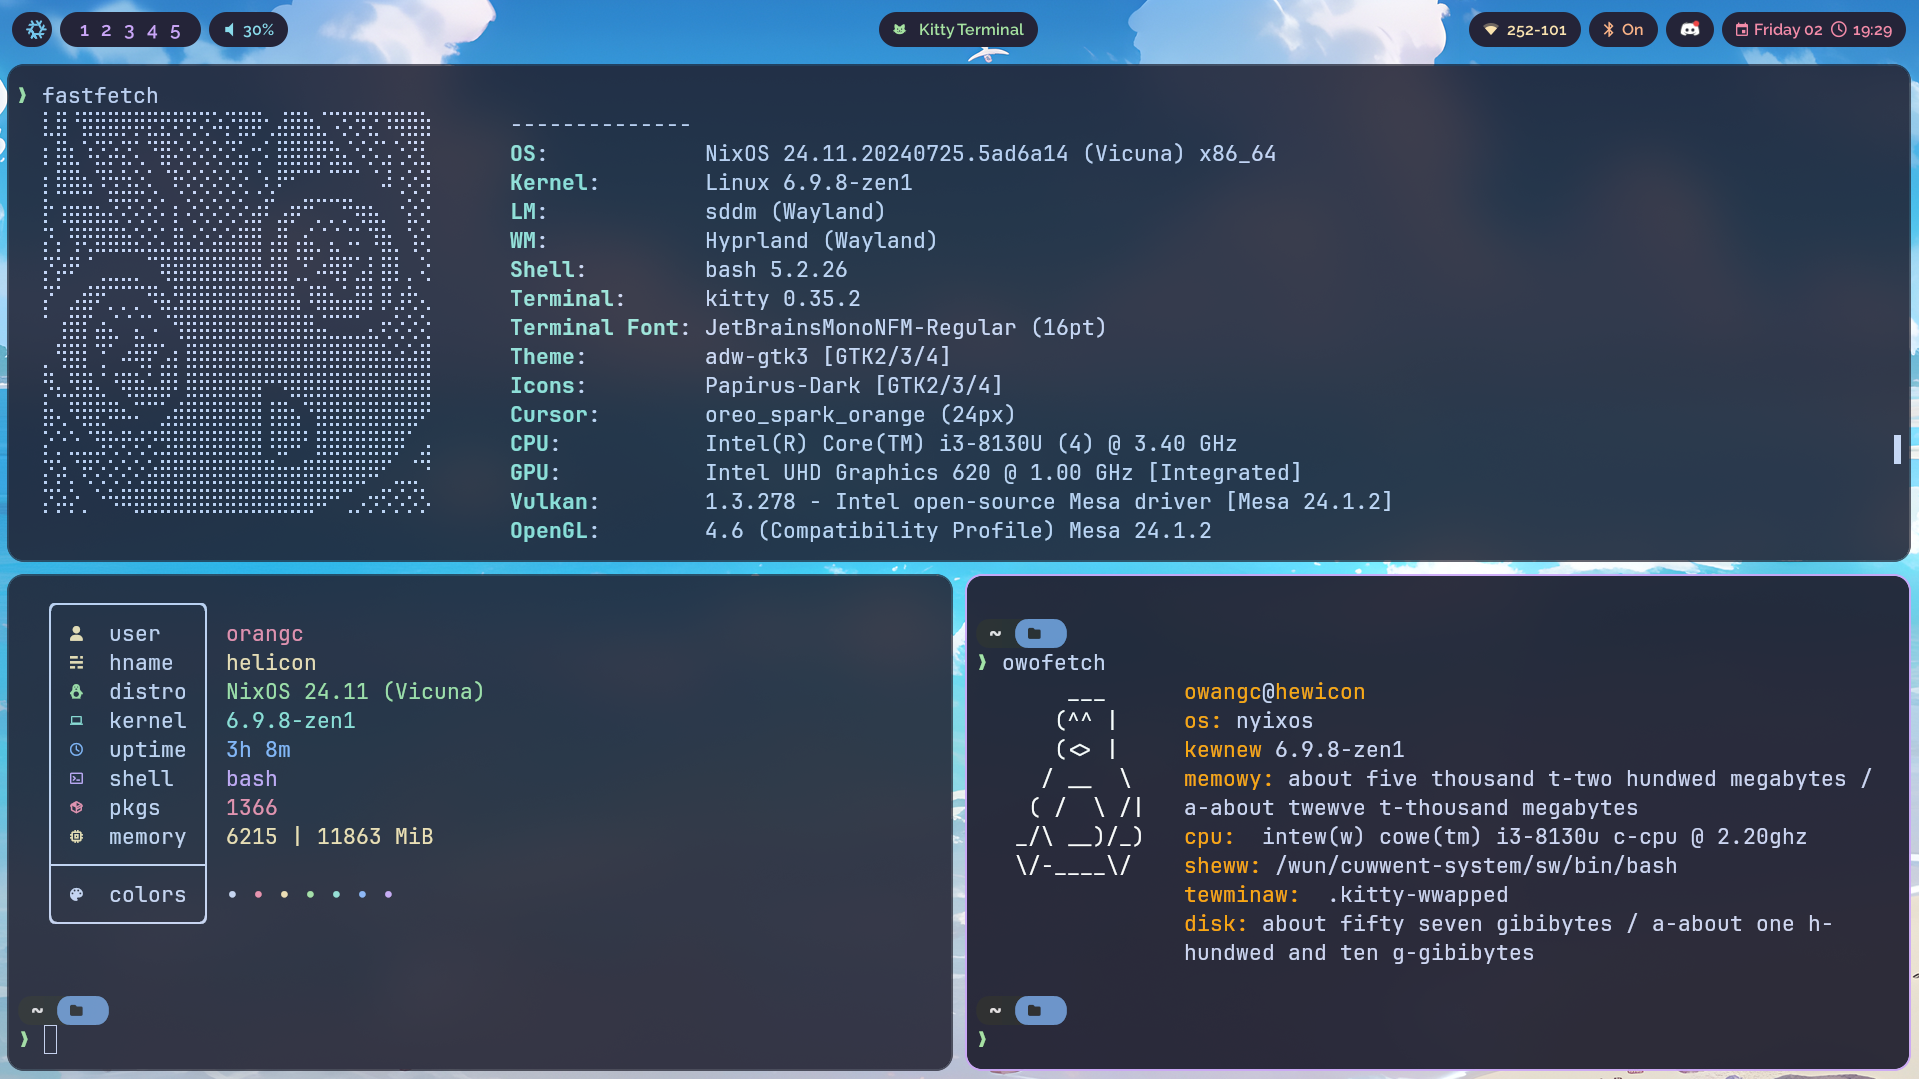 1 2 3 4 5
30%
Kitty Terminal
252-101
On
Friday 02 19:29
❱ fastfetch
--------------
OS: NixOS 24.11.20240725.5ad6a14 (Vicuna) x86_64
Kernel: Linux 6.9.8-zen1
LM: sddm (Wayland)
WM: Hyprland (Wayland)
Shell: bash 5.2.26
Terminal: kitty 0.35.2
Terminal Font: JetBrainsMonoNFM-Regular (16pt)
Theme: adw-gtk3 [GTK2/3/4]
Icons: Papirus-Dark [GTK2/3/4]
Cursor: oreo_spark_orange (24px)
CPU: Intel(R) Core(TM) i3-8130U (4) @ 3.40 GHz
GPU: Intel UHD Graphics 620 @ 1.00 GHz [Integrated]
Vulkan: 1.3.278 - Intel open-source Mesa driver [Mesa 24.1.2]
OpenGL: 4.6 (Compatibility Profile) Mesa 24.1.2
user orangc
hname helicon
distro NixOS 24.11 (Vicuna)
kernel 6.9.8-zen1
uptime 3h 8m
shell bash
pkgs 1366
memory 6215 | 11863 MiB
colors
~
❱
~
❱ owofetch
owangc@hewicon
os: nyixos
kewnew 6.9.8-zen1
memowy: about five thousand t-two hundwed megabytes /
a-about twewve t-thousand megabytes
cpu: intew(w) cowe(tm) i3-8130u c-cpu @ 2.20ghz
sheww: /wun/cuwwent-system/sw/bin/bash
tewminaw: .kitty-wwapped
disk: about fifty seven gibibytes / a-about one h-
hundwed and ten g-gibibytes
~
❱